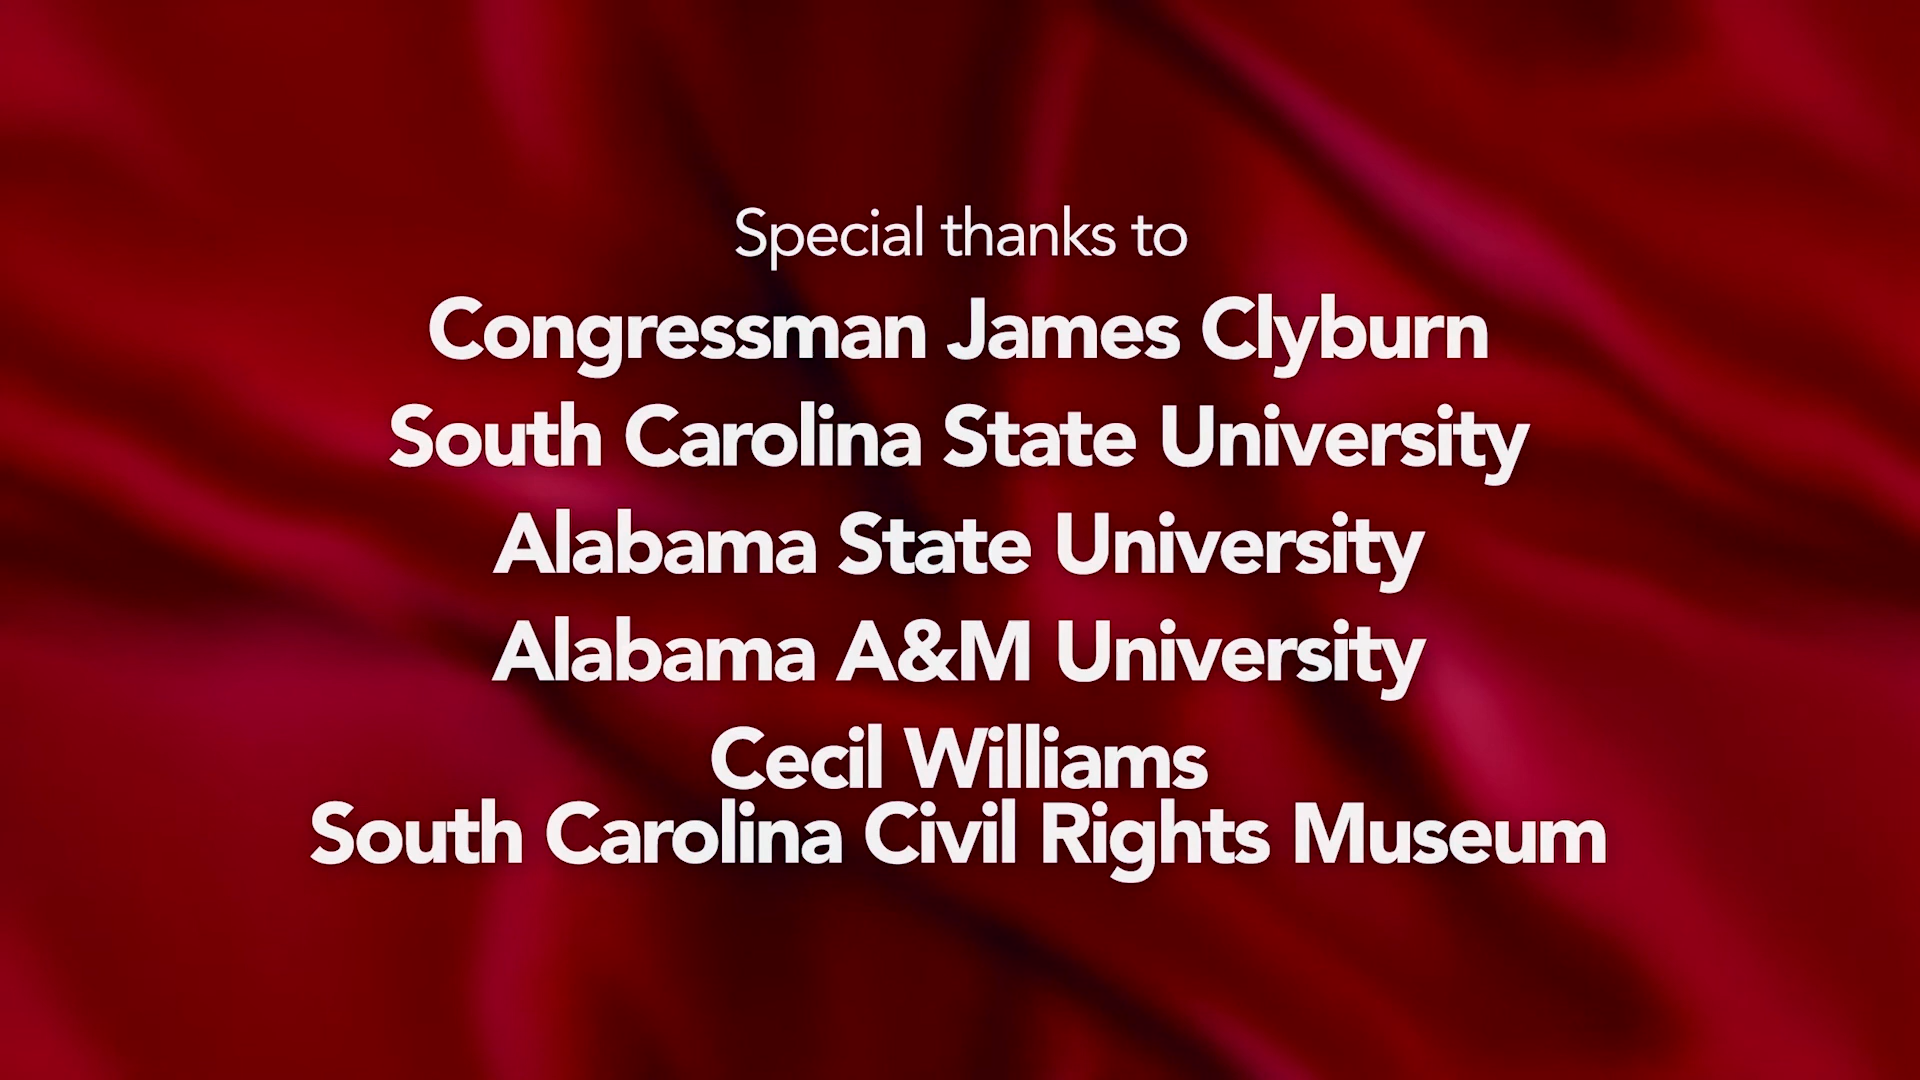 Special thanks to
Congressman James Clyburn
South Carolina State University
Alabama State University
Alabama A&M University
Cecil Williams
South Carolina Civil Rights Museum